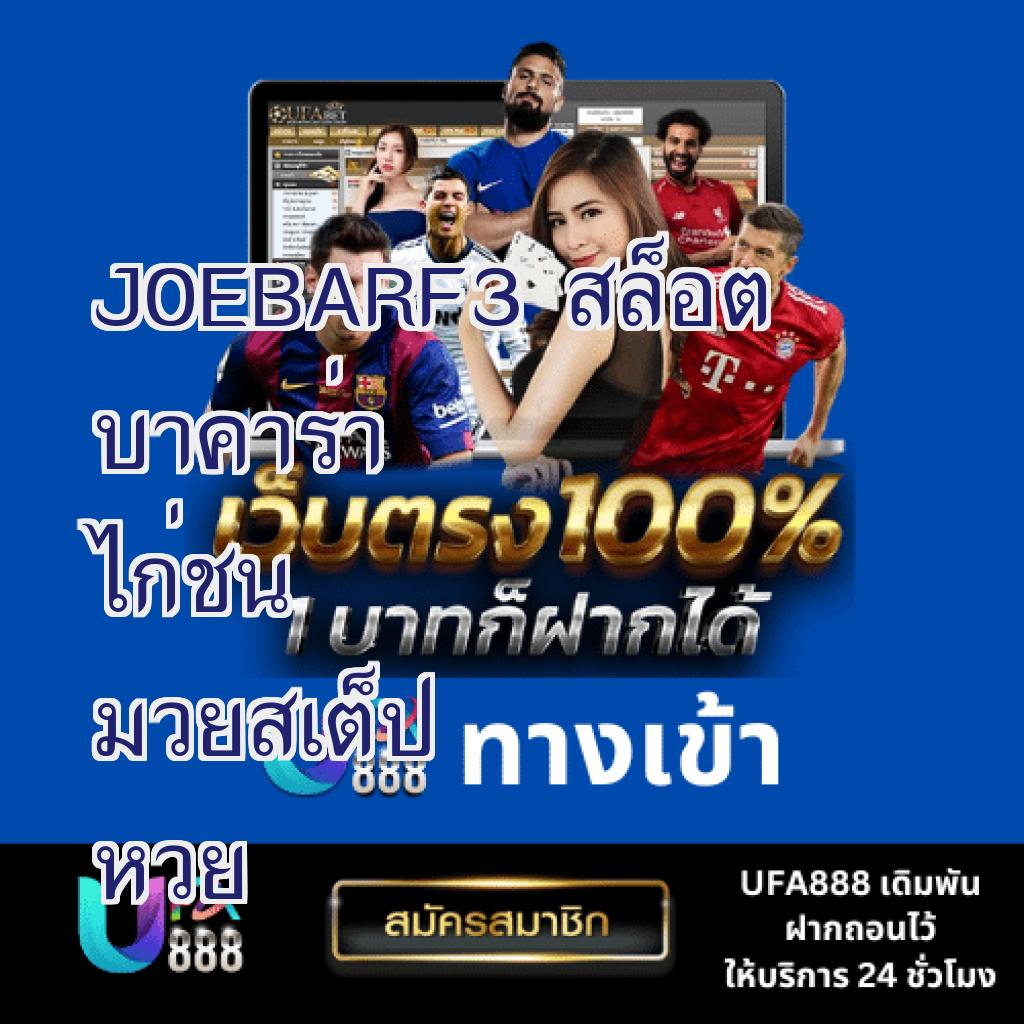 UFABET
JOEBARF3 สล็อต
บาคาร่า
ไก่ชน
มวยสเต็ป
หวย
เว็บตรง100%
1 บาทก็ฝากได้
888 ทางเข้า
888
สมัครสมาชิก
UFA888 เดิมพัน
ฝากถอนไว้
ให้บริการ 24 ชั่วโมง